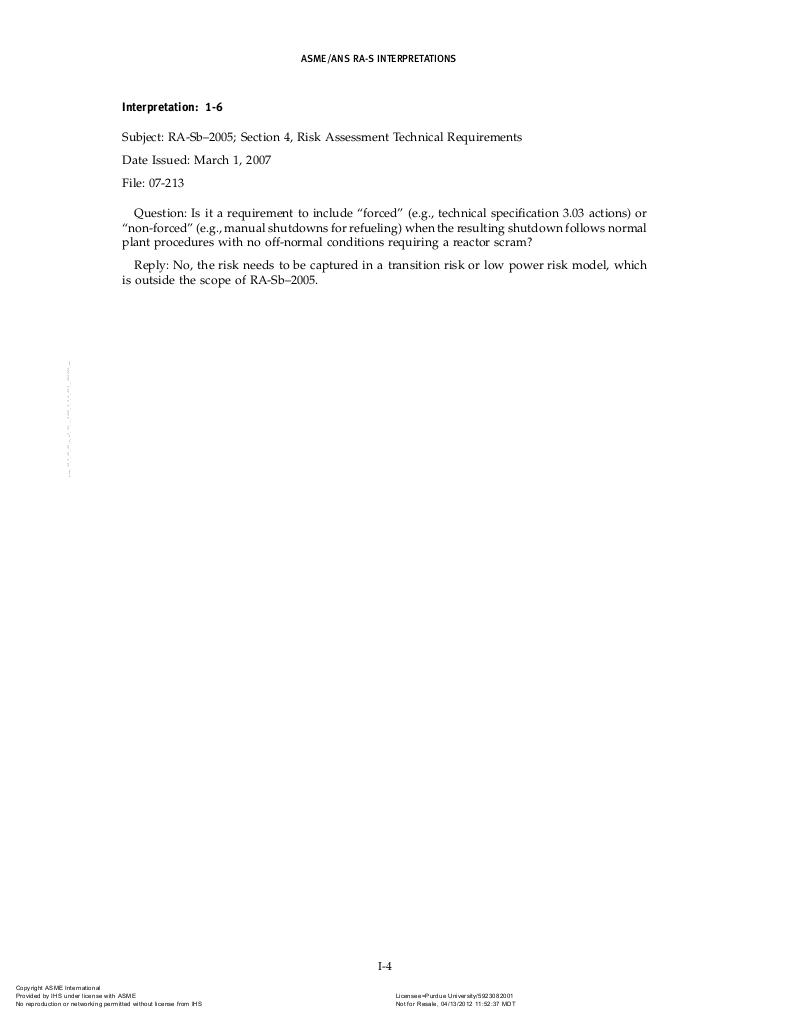 ASME/ANS RA-S INTERPRETATIONS
Interpretation: 1-6
Subject: RA-Sb–2005; Section 4, Risk Assessment Technical Requirements
Date Issued: March 1, 2007
File: 07-213
Question: Is it a requirement to include “forced” (e.g., technical specification 3.03 actions) or
“non-forced” (e.g., manual shutdowns for refueling) when the resulting shutdown follows normal
plant procedures with no off-normal conditions requiring a reactor scram?
Reply: No, the risk needs to be captured in a transition risk or low power risk model, which
is outside the scope of RA-Sb–2005.
I-4
Copyright ASME International
Provided by IHS under license with ASME
No reproduction or networking permitted without license from IHS
Licensee=Purdue University/5923082001
Not for Resale, 04/13/2012 11:52:37 MDT